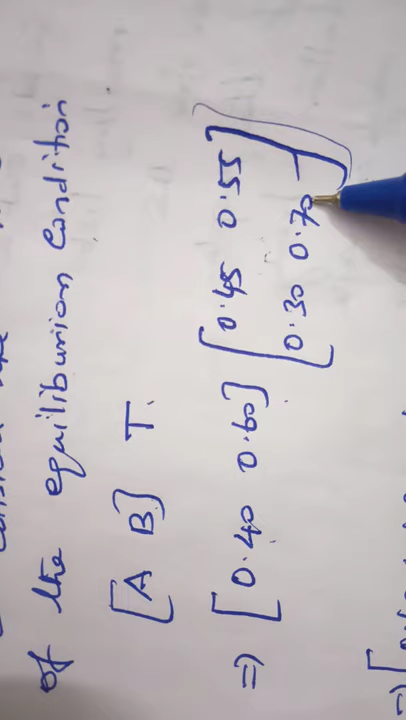 of the equilibrium Condition
[A B] T.
⇒ [0.40 0.60] [0.45 0.55
0.30 0.70]
⇒ [